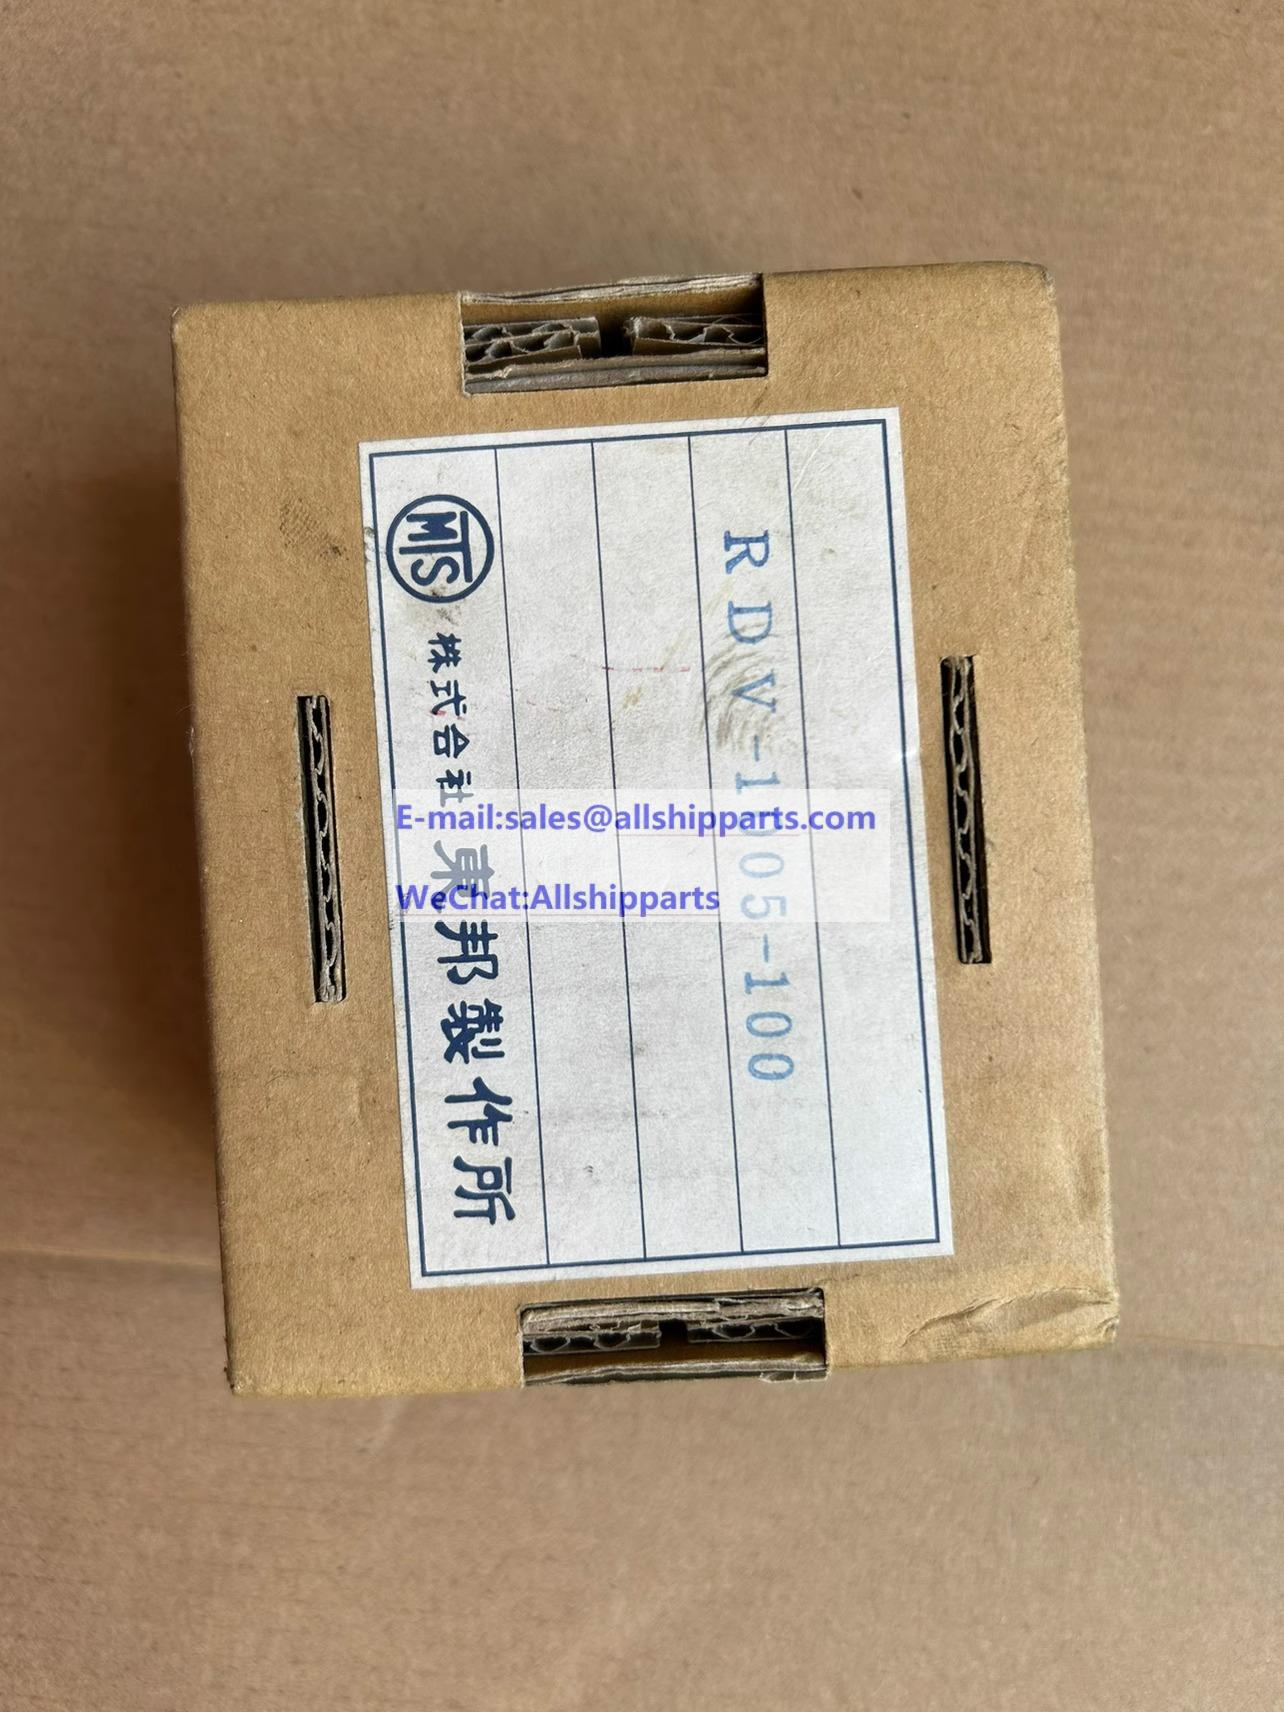 RDV-1005-100
MTS 株式会社 東邦製作所
E-mail:sales@allshipparts.com
WeChat:Allshipparts